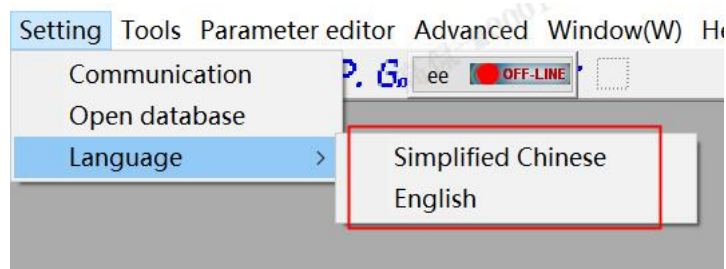 Setting Tools Parameter editor Advanced Window(W)
Communication
P. G. ee OFF-LINE
Open database
Language >
Simplified Chinese
English